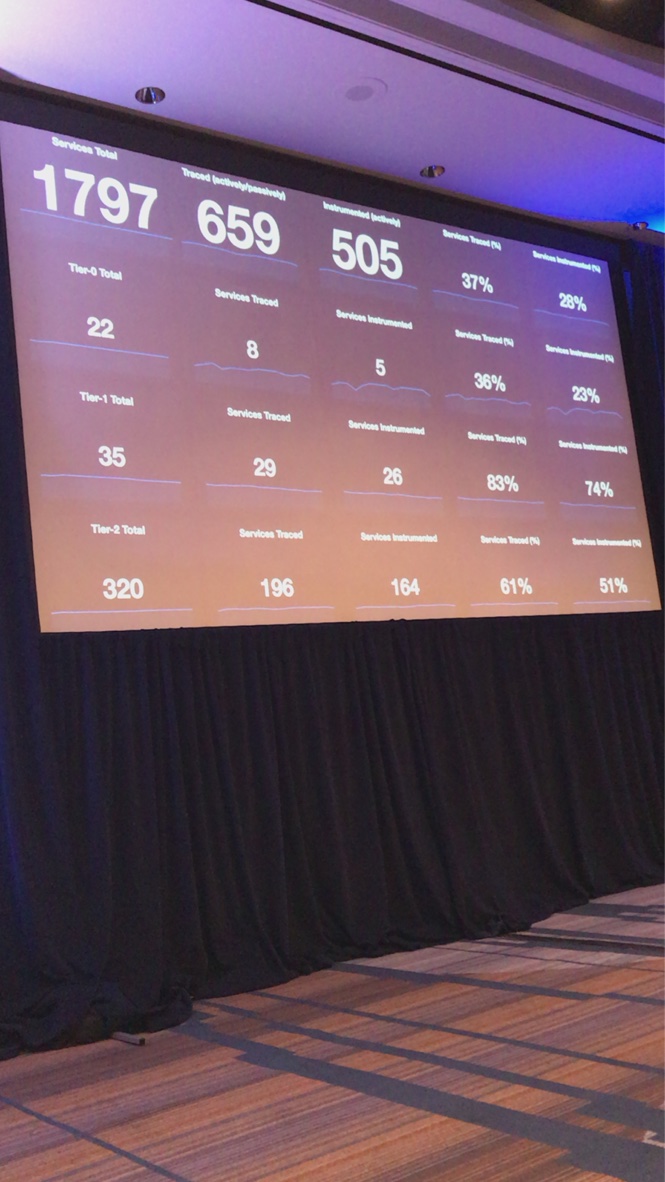 Services Total
1797
Traced (actively/passively)
659
Instrumented (actively)
505
Services Traced (%)
37%
Services Instrumented (%)
28%
Tier-0 Total
22
Services Traced
8
Services Instrumented
5
Services Traced (%)
36%
Services Instrumented (%)
23%
Tier-1 Total
35
Services Traced
29
Services Instrumented
26
Services Traced (%)
83%
Services Instrumented (%)
74%
Tier-2 Total
320
Services Traced
196
Services Instrumented
164
Services Traced (%)
61%
Services Instrumented (%)
51%